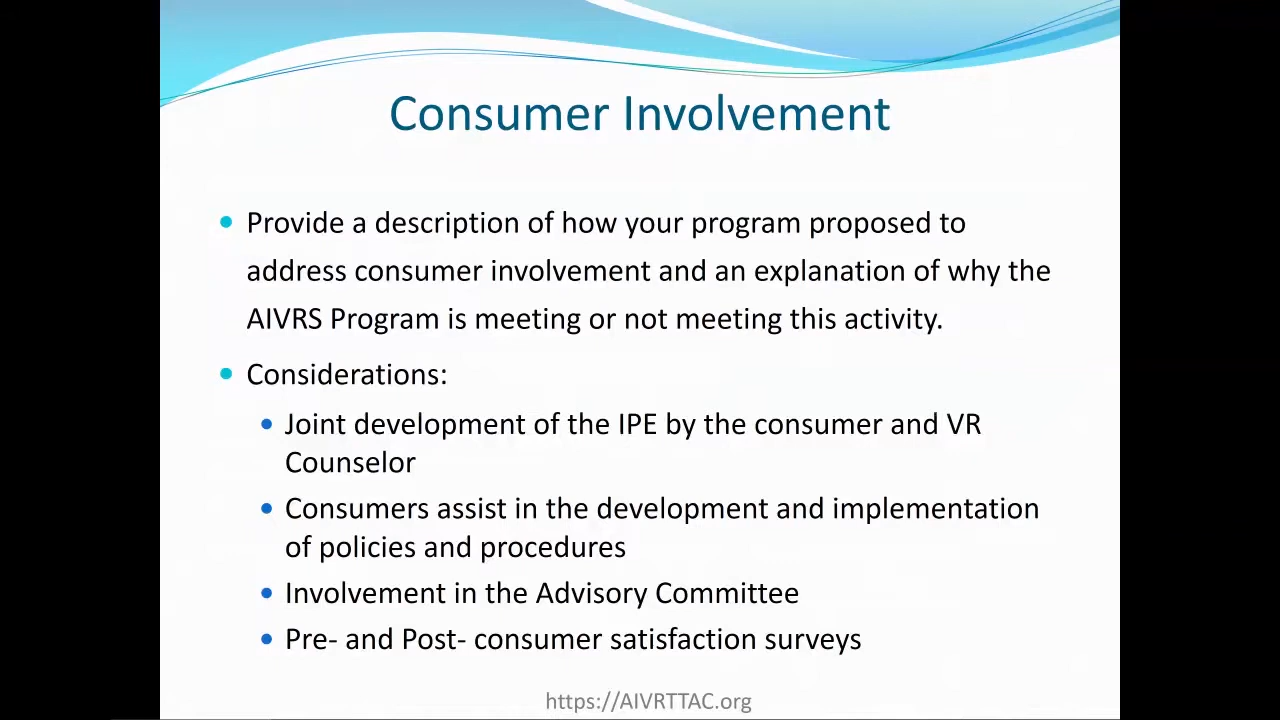 Consumer Involvement
• Provide a description of how your program proposed to
address consumer involvement and an explanation of why the
AIVRS Program is meeting or not meeting this activity.
• Considerations:
• Joint development of the IPE by the consumer and VR
Counselor
• Consumers assist in the development and implementation
of policies and procedures
• Involvement in the Advisory Committee
• Pre- and Post- consumer satisfaction surveys
https://AIVRTTAC.org